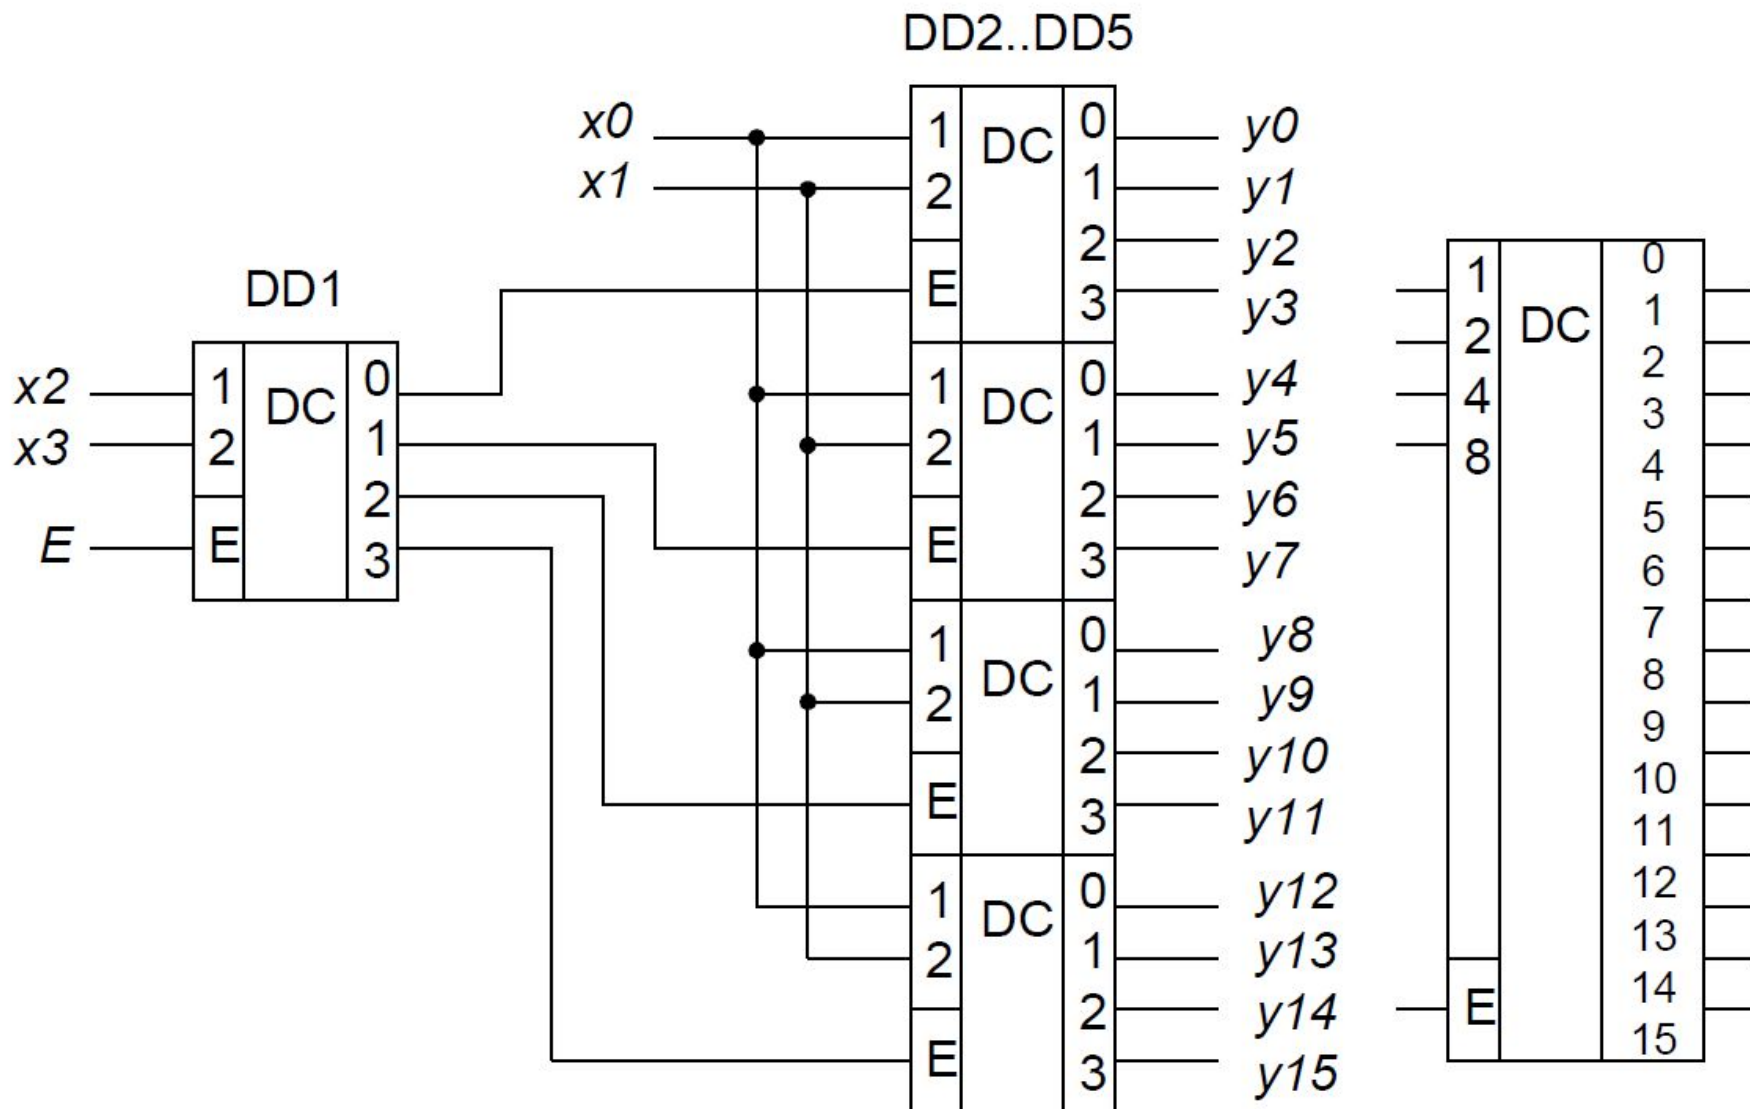 DD2..DD5
x0 1 DC 0 y0
x1 2 1 y1
2 y2
E 3 y3
DD1
x2 1 DC 0
x3 2 1
2
E E 3
1 DC 0 y4
2 1 y5
2 y6
E 3 y7
1 DC 0 y8
2 1 y9
2 y10
E 3 y11
1 DC 0 y12
2 1 y13
2 y14
E 3 y15
1 DC 0
2 1
4 2
8 3
4
5
6
7
8
9
10
11
12
13
E 14
15